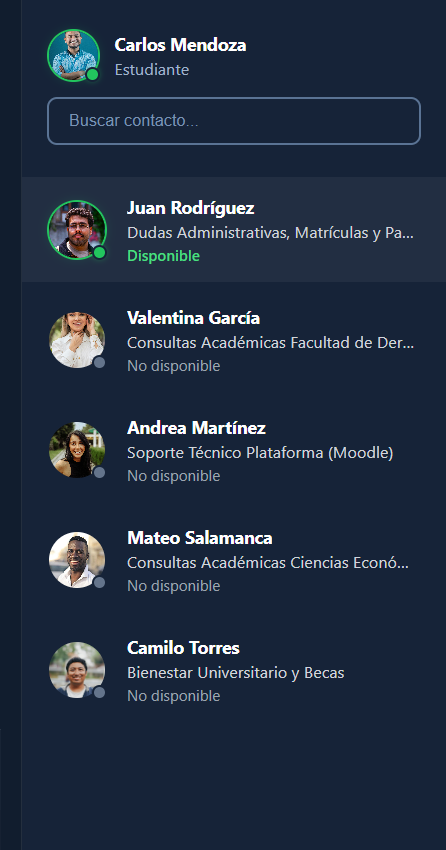 Carlos Mendoza
Estudiante
Buscar contacto...
Juan Rodríguez
Dudas Administrativas, Matrículas y Pa...
Disponible
Valentina García
Consultas Académicas Facultad de Der...
No disponible
Andrea Martínez
Soporte Técnico Plataforma (Moodle)
No disponible
Mateo Salamanca
Consultas Académicas Ciencias Econó...
No disponible
Camilo Torres
Bienestar Universitario y Becas
No disponible